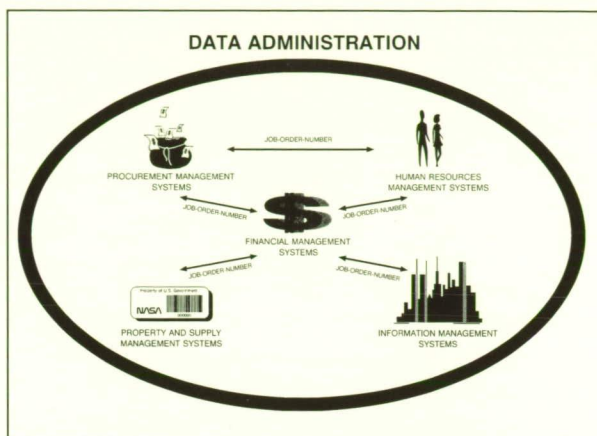 DATA ADMINISTRATION
JOB-ORDER-NUMBER
PROCUREMENT MANAGEMENT
SYSTEMS
HUMAN RESOURCES
MANAGEMENT SYSTEMS
JOB-ORDER-NUMBER
JOB-ORDER-NUMBER
FINANCIAL MANAGEMENT
SYSTEMS
JOB-ORDER-NUMBER
JOB-ORDER-NUMBER
Property of U.S. Government
NASA
PROPERTY AND SUPPLY
MANAGEMENT SYSTEMS
INFORMATION MANAGEMENT
SYSTEMS